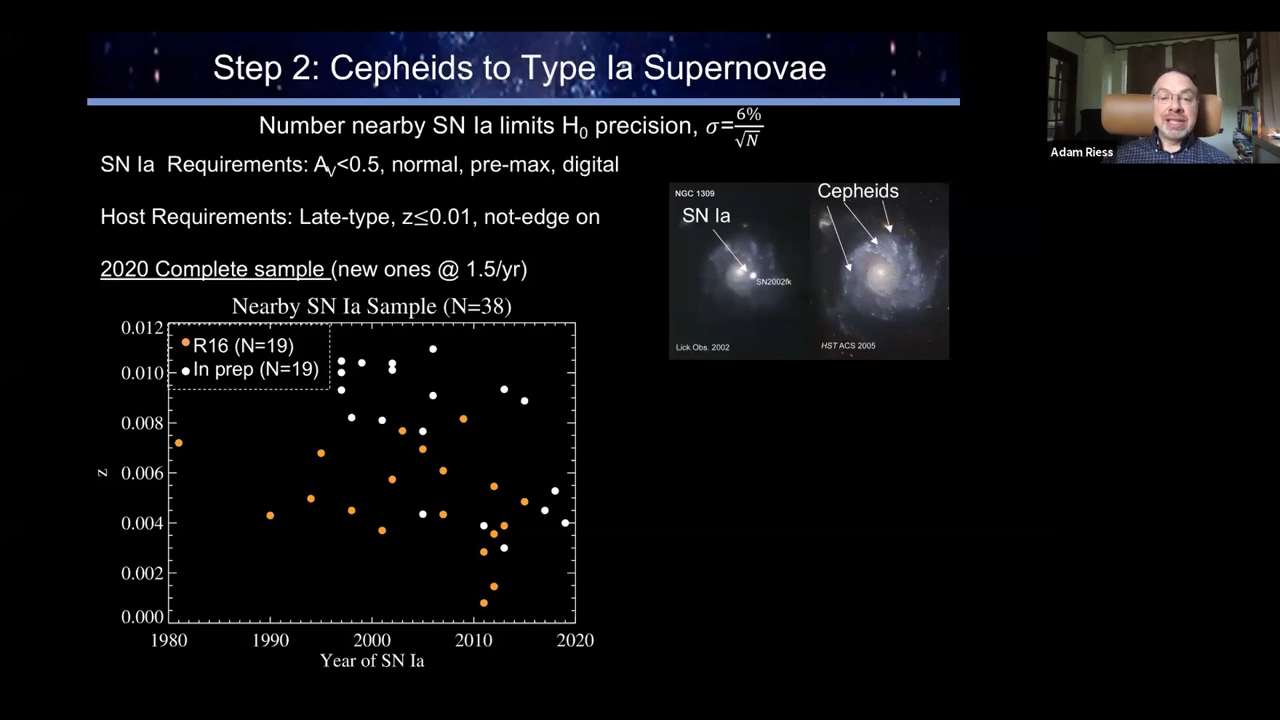 Step 2: Cepheids to Type Ia Supernovae
Number nearby SN Ia limits H₀ precision, σ=6%/√N
SN Ia Requirements: Aᵥ<0.5, normal, pre-max, digital
Host Requirements: Late-type, z≤0.01, not-edge on
2020 Complete sample (new ones @ 1.5/yr)
NGC 1309
SN Ia
Cepheids
SN2002fk
Lick Obs. 2002
HST ACS 2005
Nearby SN Ia Sample (N=38)
R16 (N=19)
In prep (N=19)
0.012
0.010
0.008
0.006
0.004
0.002
0.000
z
1980 1990 2000 2010 2020
Year of SN Ia
Adam Riess